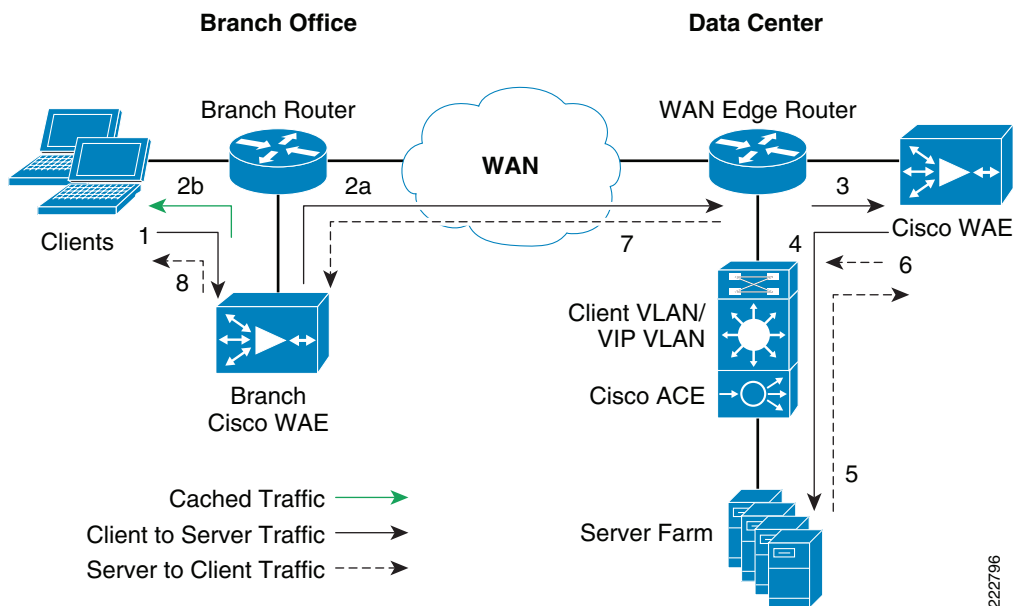 Branch Office
Data Center
Branch Router
WAN Edge Router
WAN
2b
2a
3
Clients
1
7
4
Cisco WAE
6
8
Client VLAN/
VIP VLAN
Branch
Cisco WAE
Cisco ACE
5
Cached Traffic
Client to Server Traffic
Server to Client Traffic
Server Farm
222796